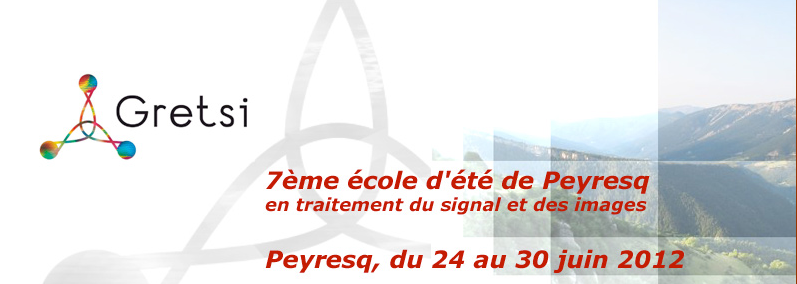 Gretsi
7ème école d'été de Peyresq
en traitement du signal et des images
Peyresq, du 24 au 30 juin 2012